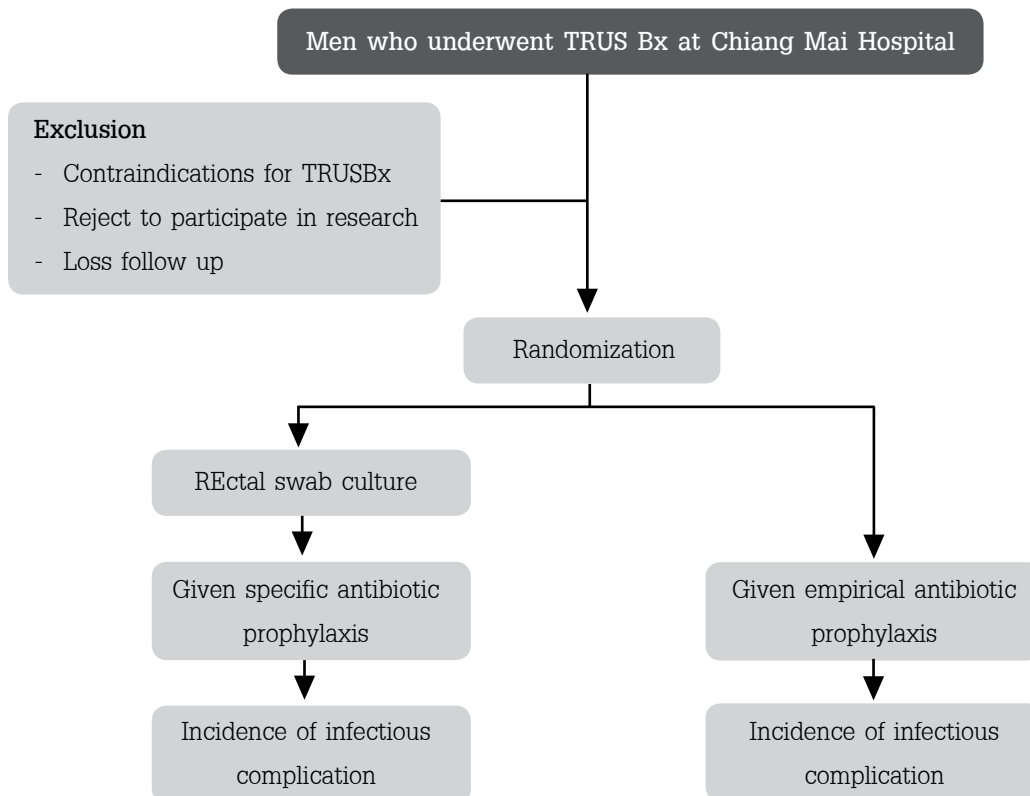 Men who underwent TRUS Bx at Chiang Mai Hospital
Exclusion
- Contraindications for TRUSBx
- Reject to participate in research
- Loss follow up
Randomization
REctal swab culture
Given specific antibiotic
prophylaxis
Incidence of infectious
complication
Given empirical antibiotic
prophylaxis
Incidence of infectious
complication